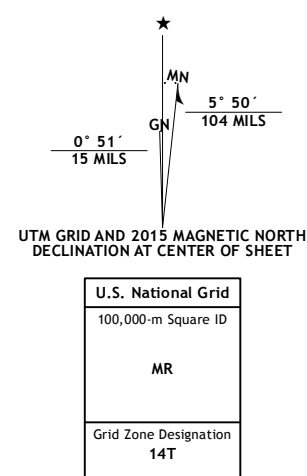 MN
GN
5° 50´
104 MILS
0° 51´
15 MILS
UTM GRID AND 2015 MAGNETIC NORTH
DECLINATION AT CENTER OF SHEET
U.S. National Grid
100,000-m Square ID
MR
Grid Zone Designation
14T